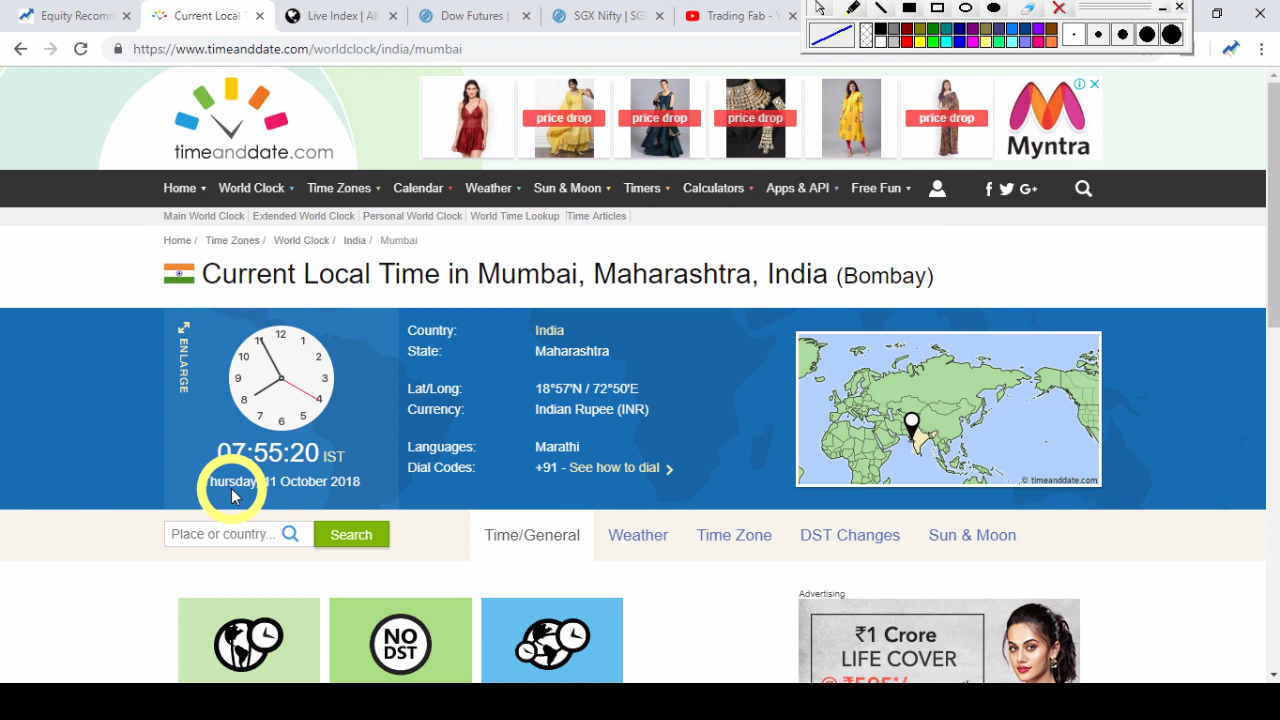 Equity Recomm
Current Local T
Live Index | All
Dow Futures |
SGX Nifty | SG
Trading Fab - Y
https://www.timeanddate.com/worldclock/india/mumbai
timeanddate.com
price drop
price drop
price drop
price drop
Myntra
Home World Clock Time Zones Calendar Weather Sun & Moon Timers Calculators Apps & API Free Fun
Main World Clock Extended World Clock Personal World Clock World Time Lookup Time Articles
Home / Time Zones / World Clock / India / Mumbai
Current Local Time in Mumbai, Maharashtra, India (Bombay)
ENLARGE
12 1 2 3 4 5 6 7 8 9 10 11
07:55:20 IST
Thursday, 11 October 2018
Country: India
State: Maharashtra
Lat/Long: 18°57'N / 72°50'E
Currency: Indian Rupee (INR)
Languages: Marathi
Dial Codes: +91 - See how to dial
© timeanddate.com
Place or country...
Search
Time/General Weather Time Zone DST Changes Sun & Moon
NO
DST
Advertising
₹1 Crore
LIFE COVER